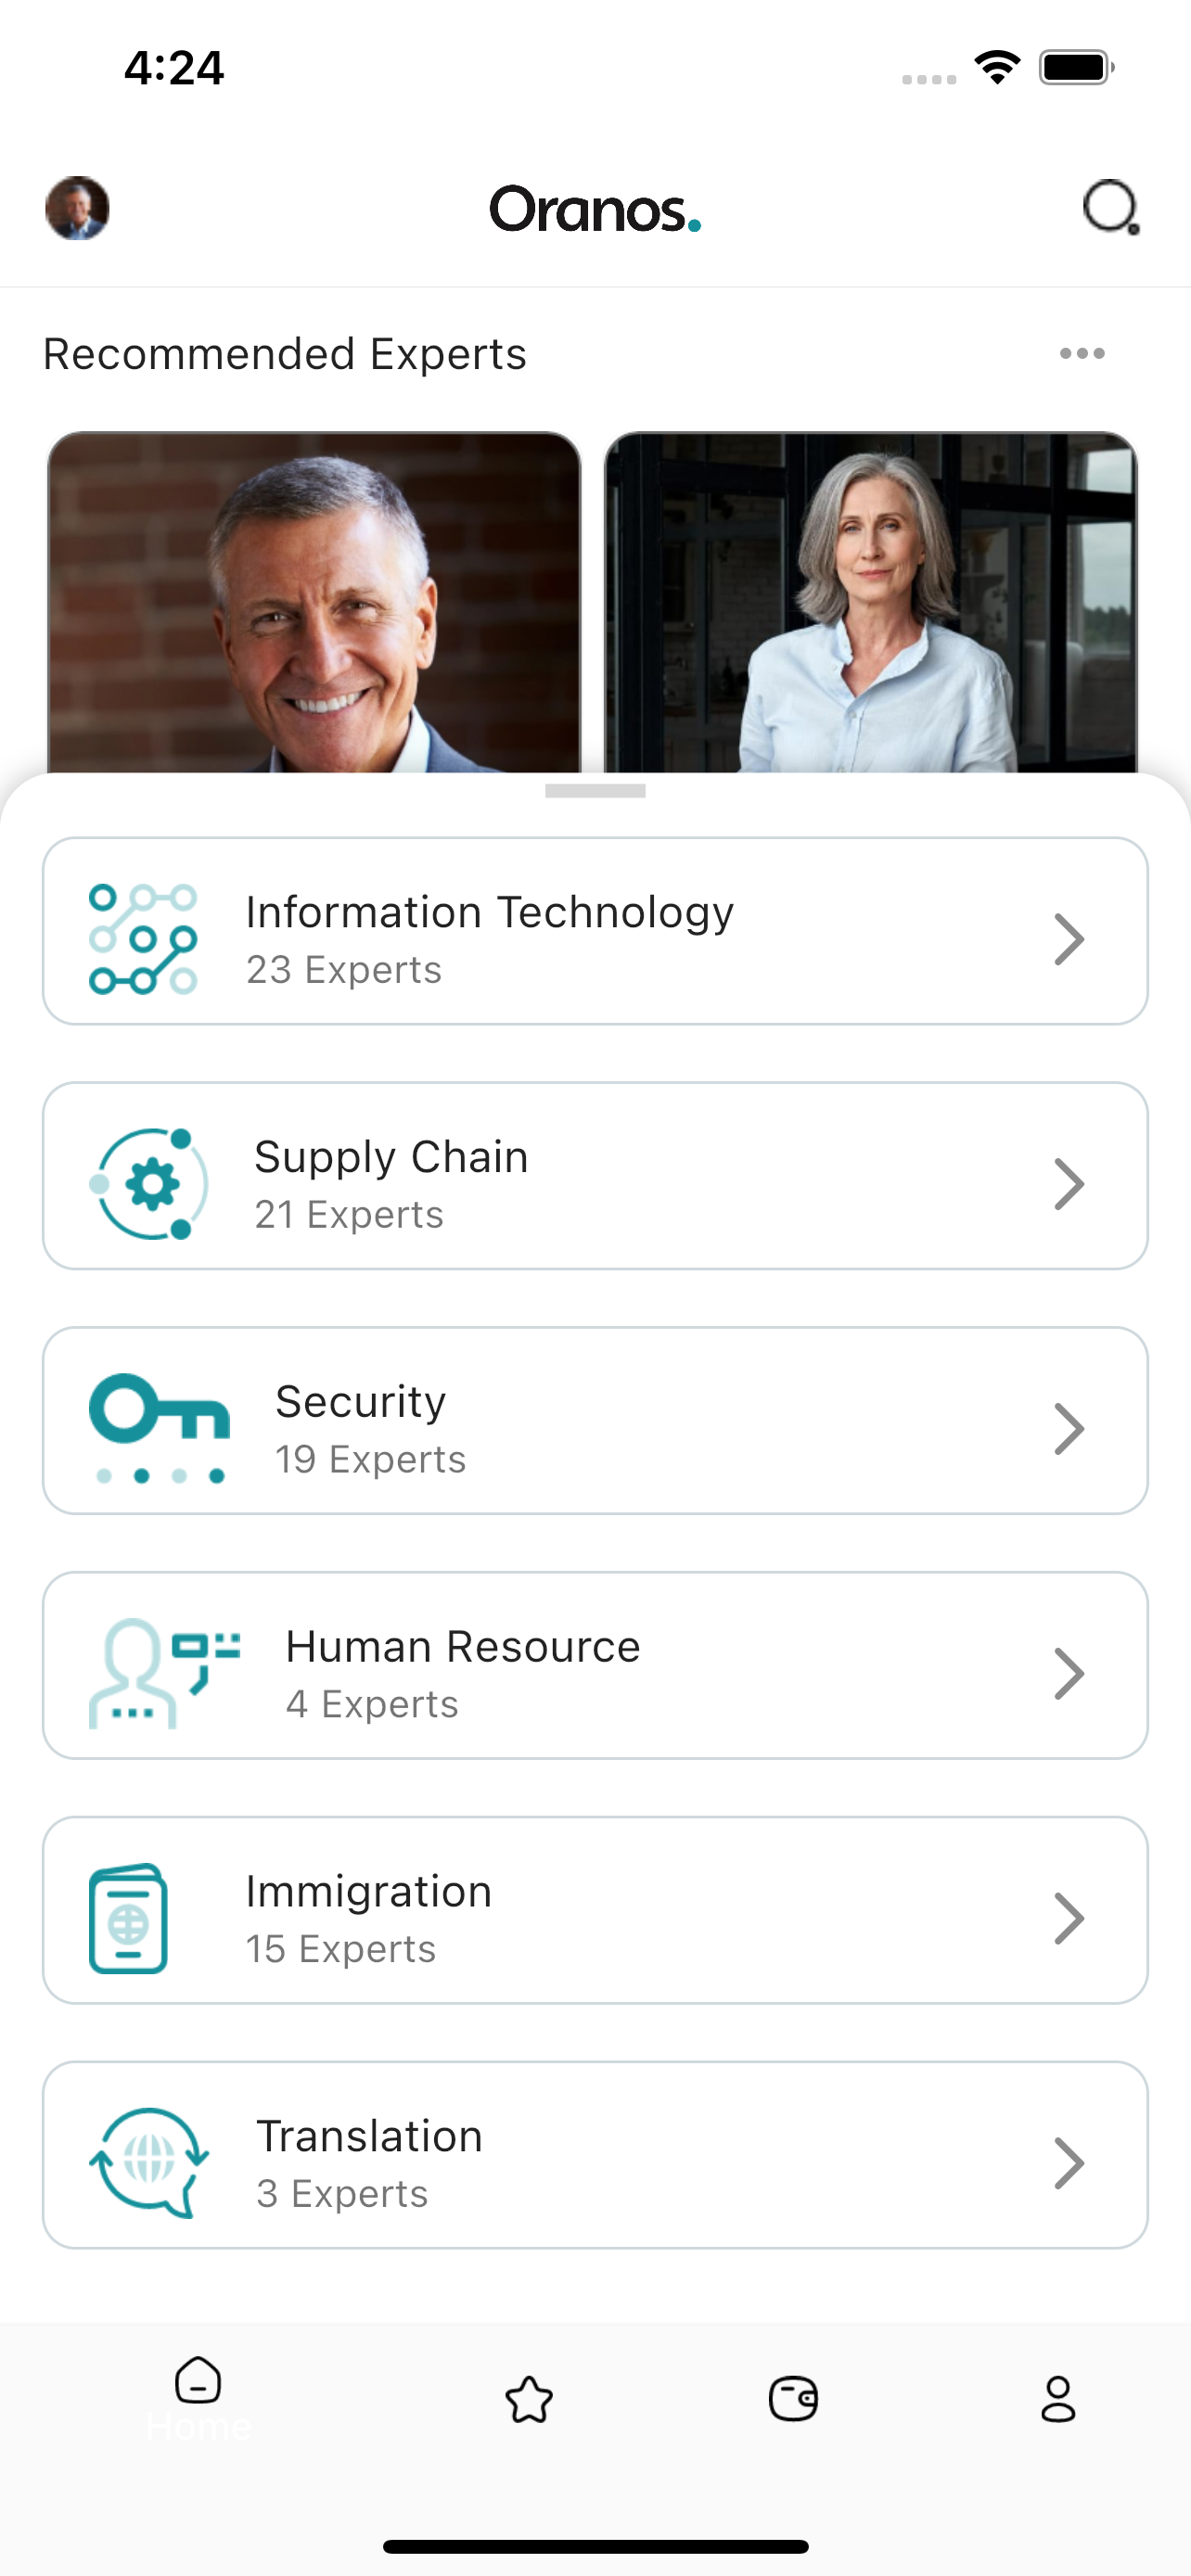 4:24
Oranos.
Recommended Experts
Information Technology
23 Experts
Supply Chain
21 Experts
Security
19 Experts
Human Resource
4 Experts
Immigration
15 Experts
Translation
3 Experts
Home